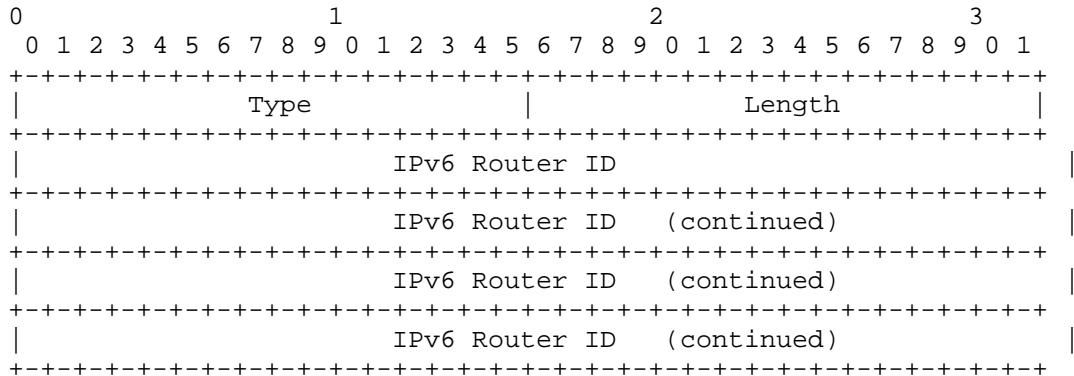 0                   1                   2                   3
 0 1 2 3 4 5 6 7 8 9 0 1 2 3 4 5 6 7 8 9 0 1 2 3 4 5 6 7 8 9 0 1
+-+-+-+-+-+-+-+-+-+-+-+-+-+-+-+-+-+-+-+-+-+-+-+-+-+-+-+-+-+-+-+-+
|              Type             |             Length            |
+-+-+-+-+-+-+-+-+-+-+-+-+-+-+-+-+-+-+-+-+-+-+-+-+-+-+-+-+-+-+-+-+
|                       IPv6 Router ID                            |
+-+-+-+-+-+-+-+-+-+-+-+-+-+-+-+-+-+-+-+-+-+-+-+-+-+-+-+-+-+-+-+-+
|                       IPv6 Router ID   (continued)              |
+-+-+-+-+-+-+-+-+-+-+-+-+-+-+-+-+-+-+-+-+-+-+-+-+-+-+-+-+-+-+-+-+
|                       IPv6 Router ID   (continued)              |
+-+-+-+-+-+-+-+-+-+-+-+-+-+-+-+-+-+-+-+-+-+-+-+-+-+-+-+-+-+-+-+-+
|                       IPv6 Router ID   (continued)              |
+-+-+-+-+-+-+-+-+-+-+-+-+-+-+-+-+-+-+-+-+-+-+-+-+-+-+-+-+-+-+-+-+